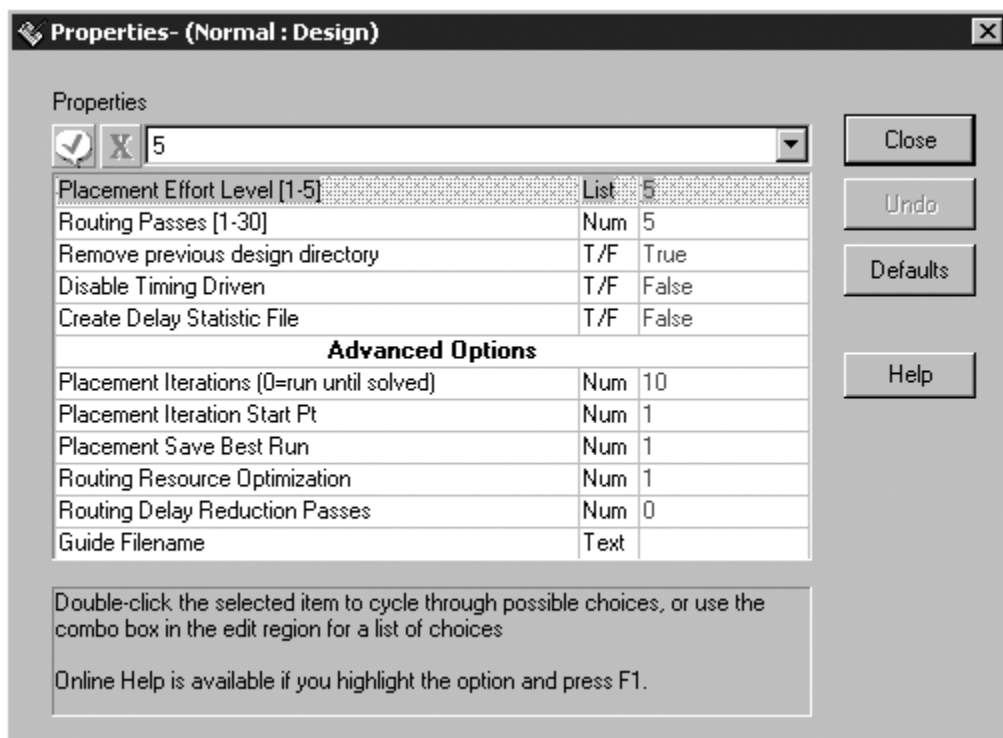 Properties- (Normal : Design)
Properties
X 5
Close
Undo
Defaults
Help
Placement Effort Level [1-5] List 5
Routing Passes [1-30] Num 5
Remove previous design directory T/F True
Disable Timing Driven T/F False
Create Delay Statistic File T/F False
Advanced Options
Placement Iterations (0=run until solved) Num 10
Placement Iteration Start Pt Num 1
Placement Save Best Run Num 1
Routing Resource Optimization Num 1
Routing Delay Reduction Passes Num 0
Guide Filename Text
Double-click the selected item to cycle through possible choices, or use the
combo box in the edit region for a list of choices
Online Help is available if you highlight the option and press F1.